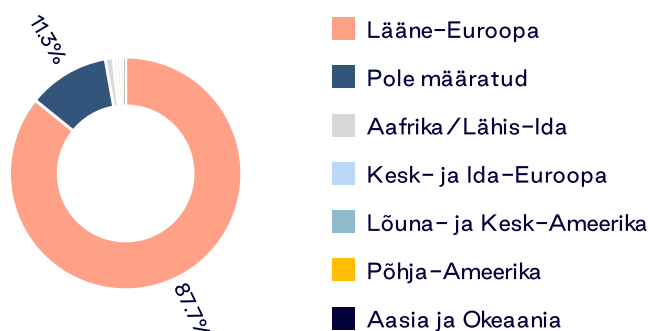 11.3%
87.7%
Lääne-Euroopa
Pole määratud
Aafrika/Lähis-Ida
Kesk- ja Ida-Euroopa
Lõuna- ja Kesk-Ameerika
Põhja-Ameerika
Aasia ja Okeaania